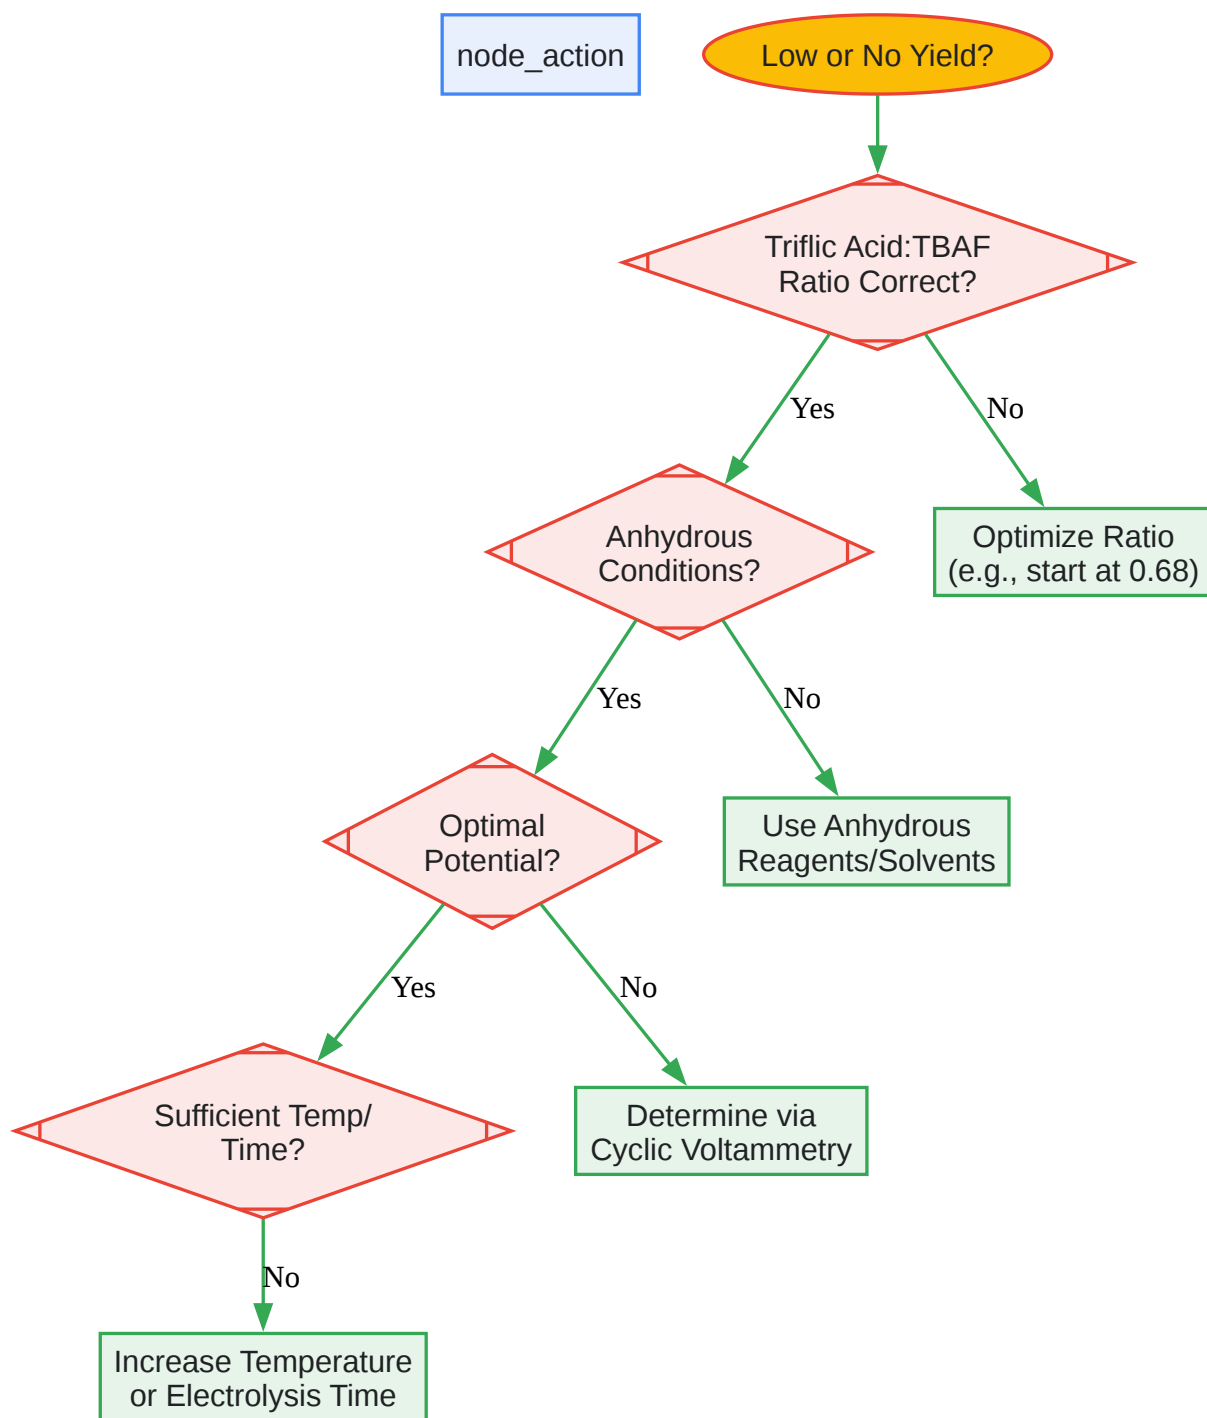 node_action
Low or No Yield?
Triflic Acid:TBAF
Ratio Correct?
Yes
No
Anhydrous
Conditions?
Optimize Ratio
(e.g., start at 0.68)
Yes
No
Optimal
Potential?
Use Anhydrous
Reagents/Solvents
Yes
No
Sufficient Temp/
Time?
Determine via
Cyclic Voltammetry
No
Increase Temperature
or Electrolysis Time